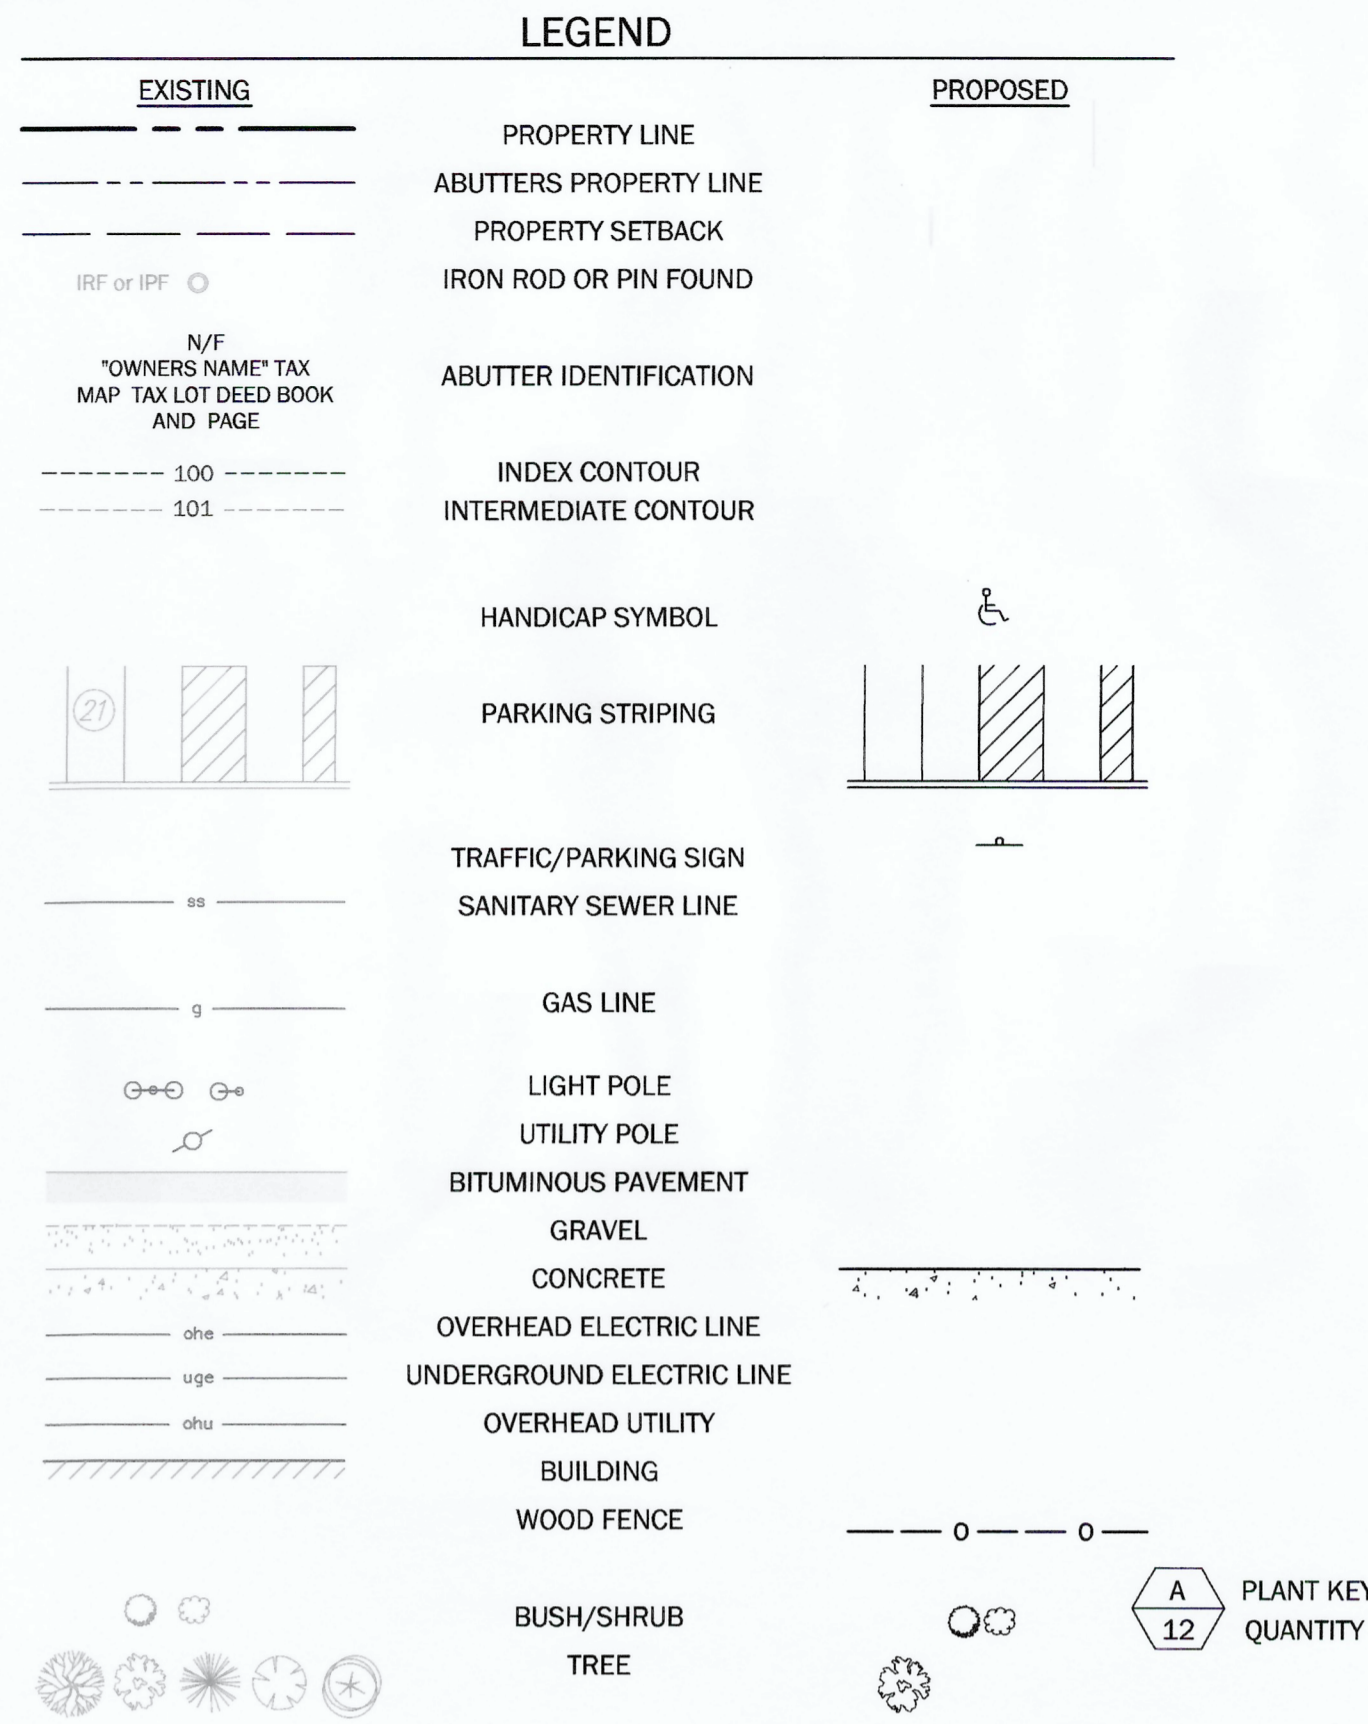 LEGEND
EXISTING
PROPOSED
PROPERTY LINE
ABUTTERS PROPERTY LINE
PROPERTY SETBACK
IRF or IPF
IRON ROD OR PIN FOUND
N/F
"OWNERS NAME" TAX
MAP TAX LOT DEED BOOK
AND PAGE
ABUTTER IDENTIFICATION
100
INDEX CONTOUR
101
INTERMEDIATE CONTOUR
HANDICAP SYMBOL
21
PARKING STRIPING
TRAFFIC/PARKING SIGN
ss
SANITARY SEWER LINE
g
GAS LINE
LIGHT POLE
UTILITY POLE
BITUMINOUS PAVEMENT
GRAVEL
CONCRETE
ohe
OVERHEAD ELECTRIC LINE
uge
UNDERGROUND ELECTRIC LINE
ohu
OVERHEAD UTILITY
BUILDING
WOOD FENCE
BUSH/SHRUB
A
PLANT KEY
12
QUANTITY
TREE